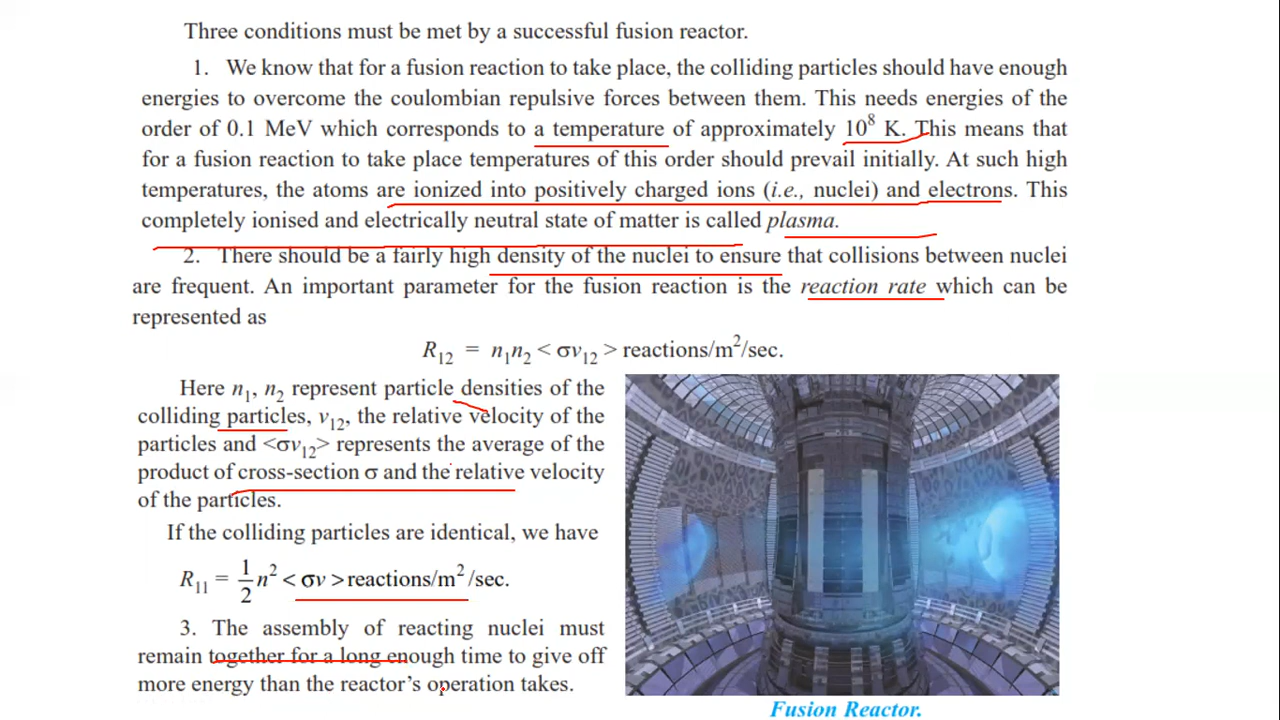 Three conditions must be met by a successful fusion reactor.
1. We know that for a fusion reaction to take place, the colliding particles should have enough
energies to overcome the coulombian repulsive forces between them. This needs energies of the
order of 0.1 MeV which corresponds to a temperature of approximately 10⁸ K. This means that
for a fusion reaction to take place temperatures of this order should prevail initially. At such high
temperatures, the atoms are ionized into positively charged ions (i.e., nuclei) and electrons. This
completely ionised and electrically neutral state of matter is called plasma.
2. There should be a fairly high density of the nuclei to ensure that collisions between nuclei
are frequent. An important parameter for the fusion reaction is the reaction rate which can be
represented as
R₁₂ = n₁n₂ < σv₁₂ > reactions/m²/sec.
Here n₁, n₂ represent particle densities of the
colliding particles, v₁₂, the relative velocity of the
particles and <σv₁₂> represents the average of the
product of cross-section σ and the relative velocity
of the particles.
If the colliding particles are identical, we have
R₁₁ = 1/2 n² < σv > reactions/m²/sec.
3. The assembly of reacting nuclei must
remain together for a long enough time to give off
more energy than the reactor's operation takes.
Fusion Reactor.